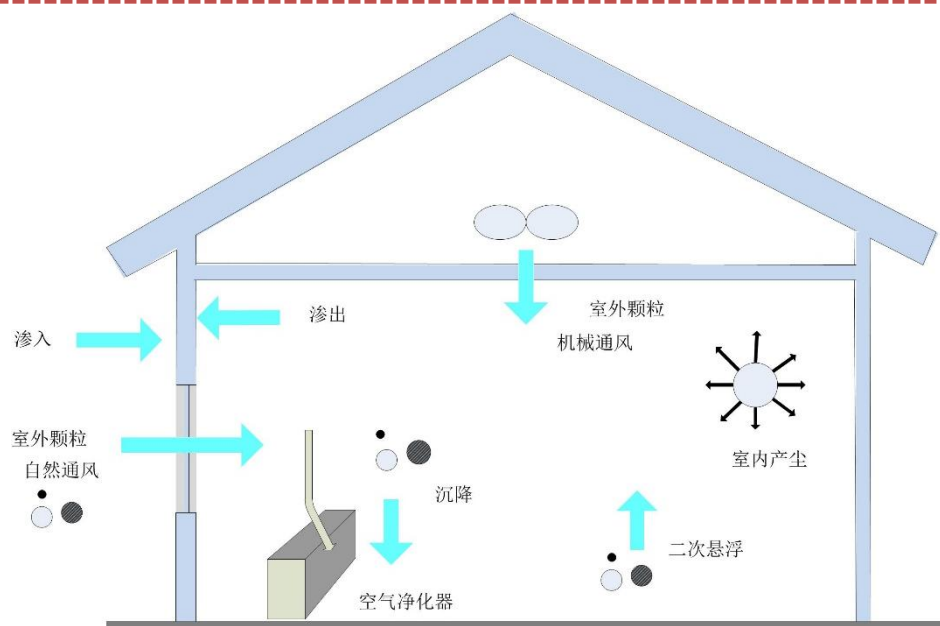 渗出
室外颗粒
机械通风
渗入
室外颗粒
自然通风
室内产尘
沉降
二次悬浮
空气净化器